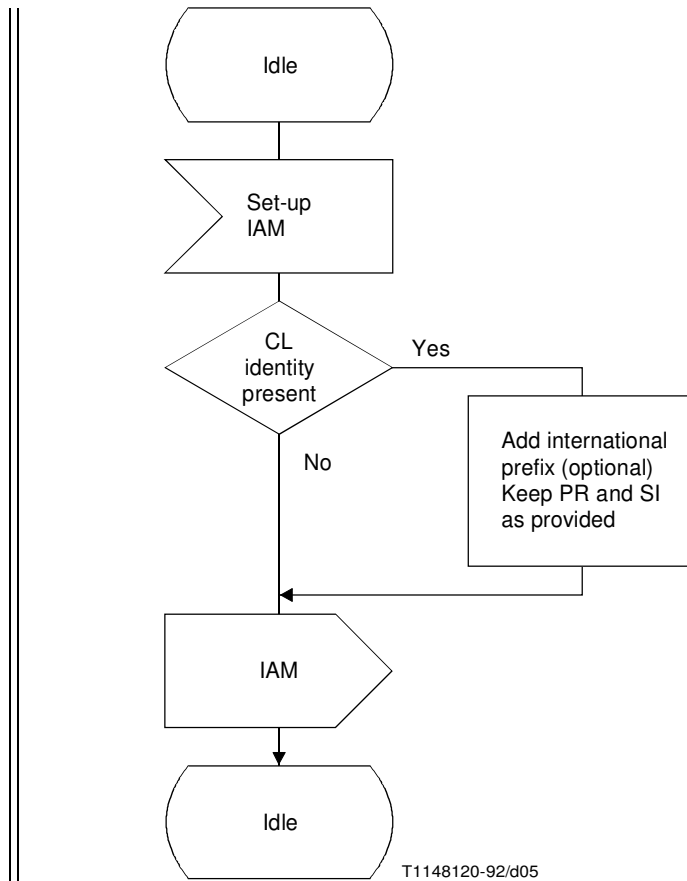 Idle
Set-up
IAM
CL
identity
present
Yes
No
Add international
prefix (optional)
Keep PR and SI
as provided
IAM
Idle
T1148120-92/d05